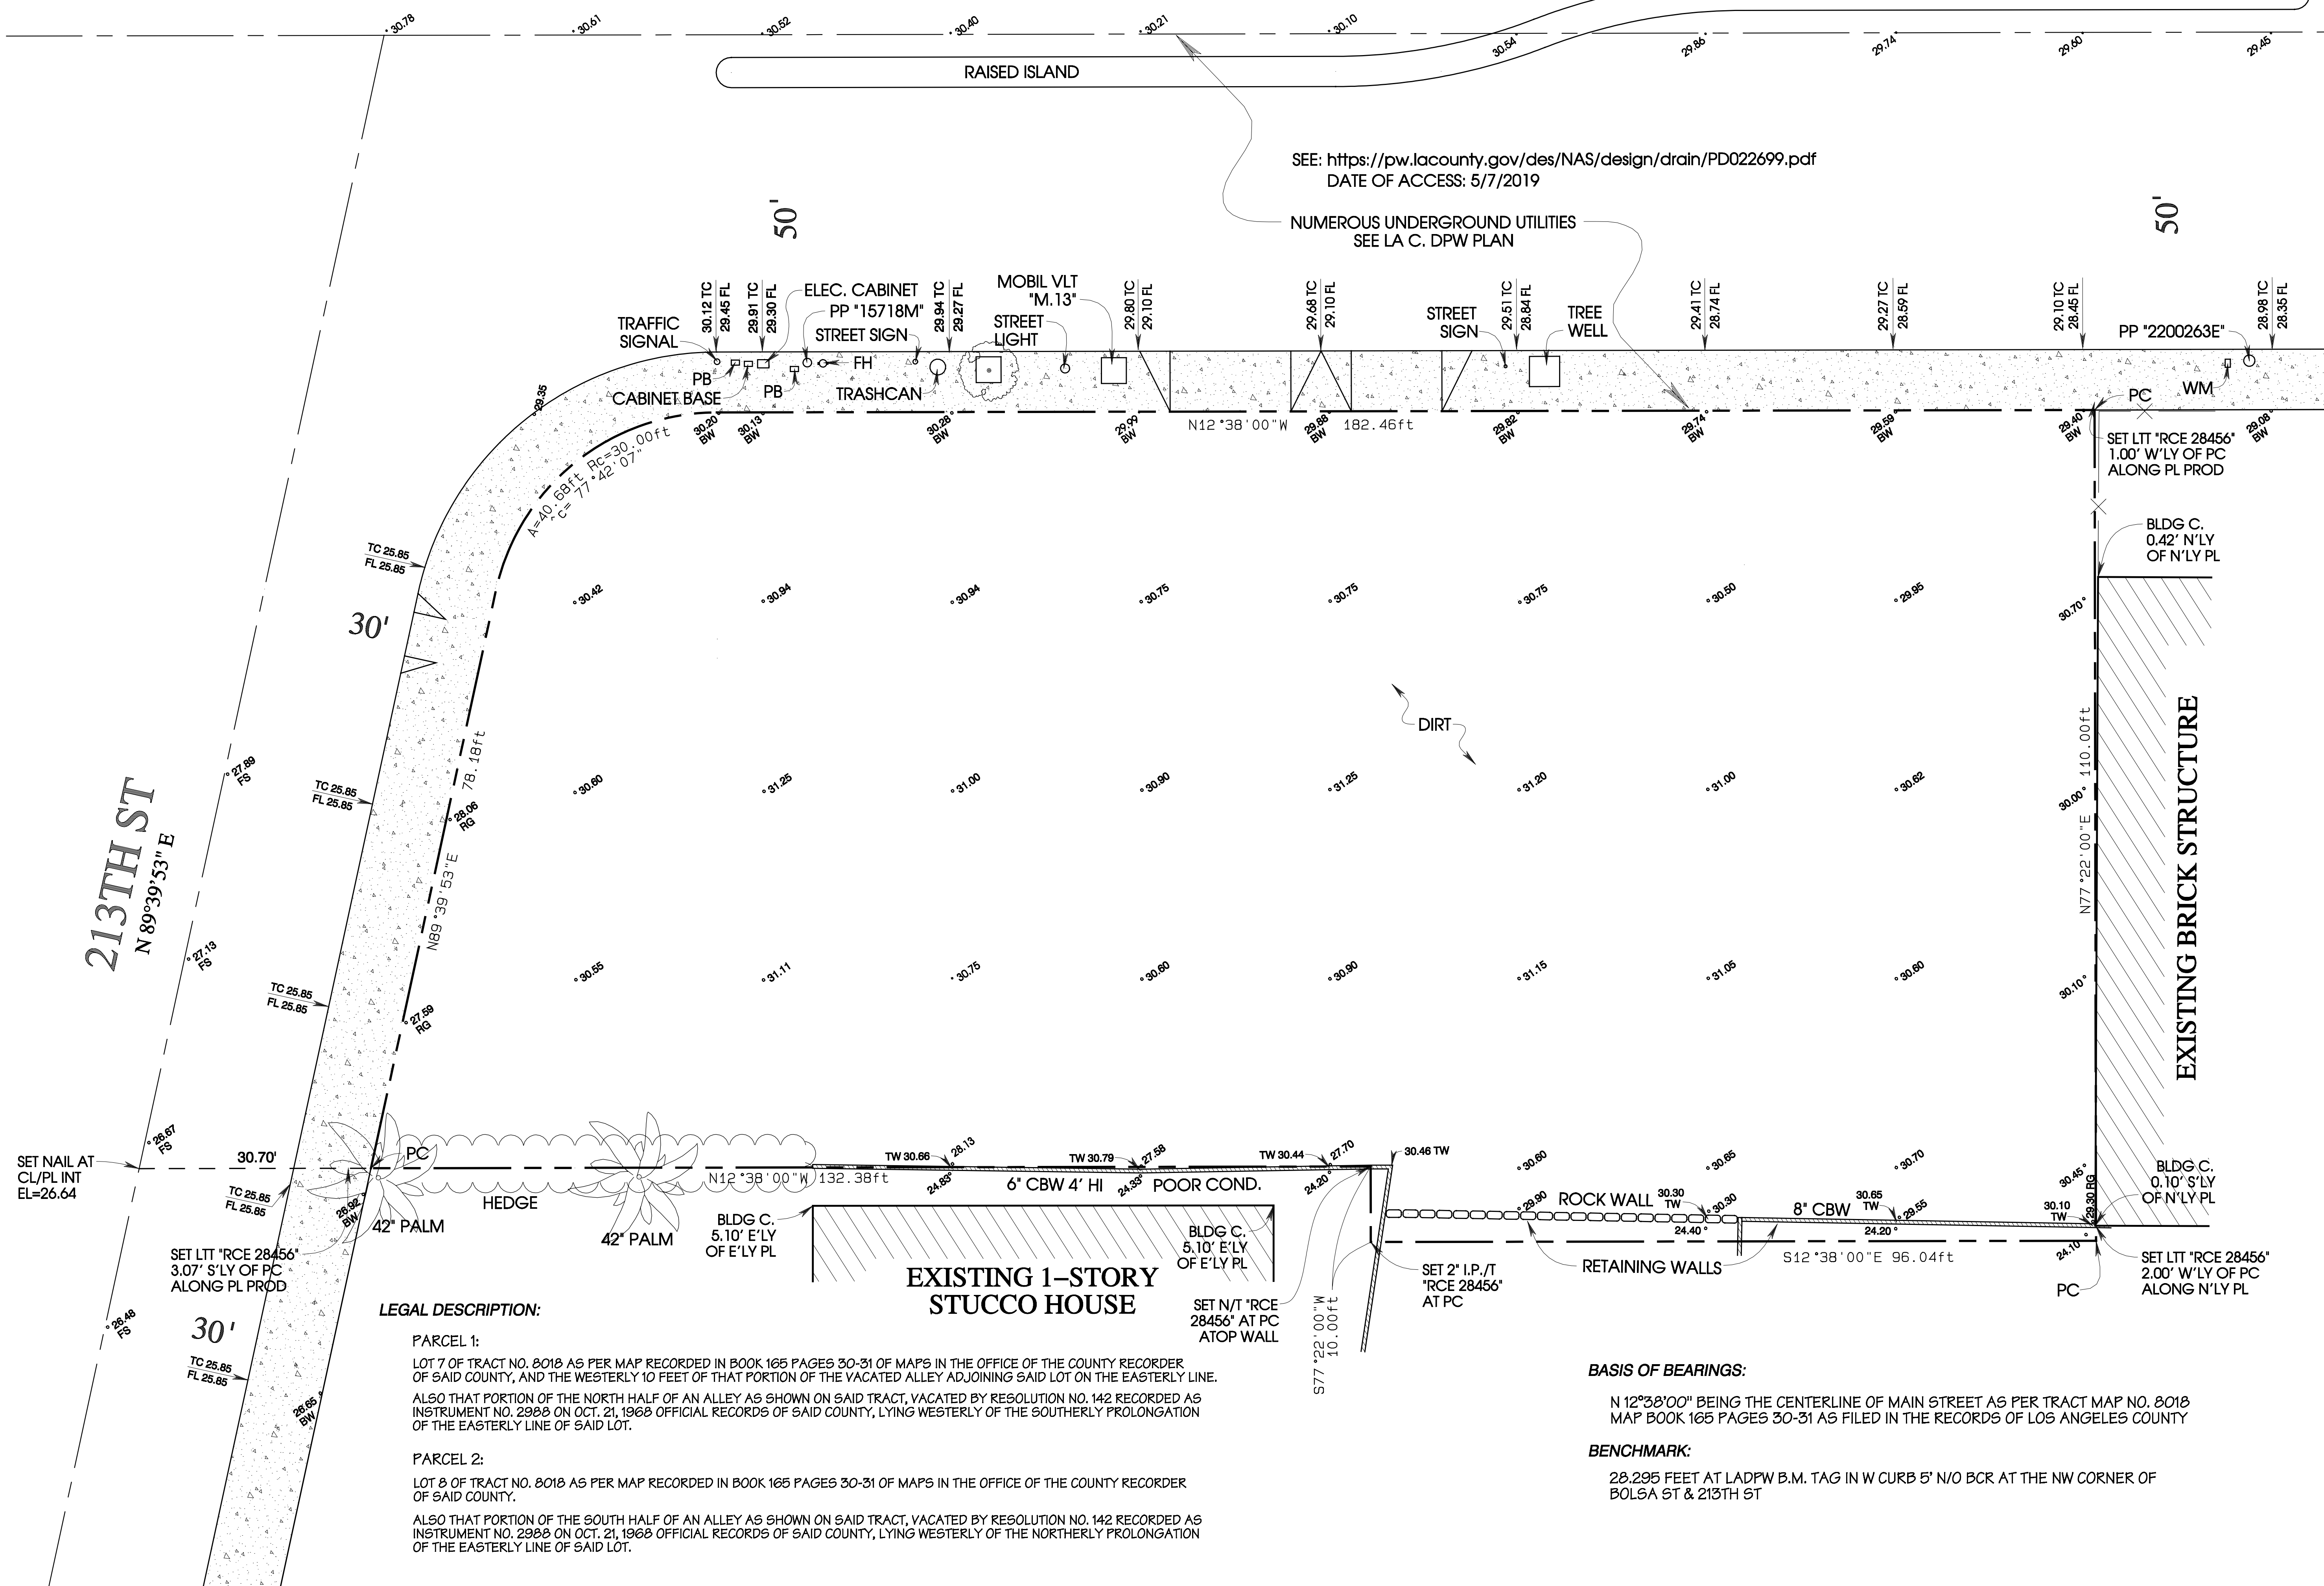 30.78
30.61
30.52
30.40
30.21
30.10
30.54
29.86
29.74
29.60
29.45
RAISED ISLAND
SEE: https://pw.lacounty.gov/des/NAS/design/drain/PD022699.pdf
DATE OF ACCESS: 5/7/2019
50'
50'
NUMEROUS UNDERGROUND UTILITIES
SEE LA C. DPW PLAN
TRAFFIC
SIGNAL
30.12 TC
29.45 FL
29.91 TC
29.30 FL
ELEC. CABINET
PP "15718M"
STREET SIGN
29.94 TC
29.27 FL
MOBIL VLT
"M.13"
STREET
LIGHT
29.80 TC
29.10 FL
29.68 TC
29.10 FL
STREET
SIGN
29.51 TC
28.84 FL
TREE
WELL
29.41 TC
28.74 FL
29.27 TC
28.59 FL
29.10 TC
28.45 FL
PP "2200263E"
28.98 TC
28.35 FL
PB
CABINET BASE
PB
FH
TRASHCAN
PC
WM
29.35
30.20
BW
30.13
BW
30.28
BW
29.99
BW
N12°38'00"W
29.88
BW
182.46ft
29.82
BW
29.74
BW
29.59
BW
29.40
BW
29.08
BW
A=40.68ft Rc=30.00ft
^c= 77°42'07"
SET LTT "RCE 28456"
1.00' W'LY OF PC
ALONG PL PROD
BLDG C.
0.42' N'LY
OF N'LY PL
TC 25.85
FL 25.85
30'
30.42
30.94
30.94
30.75
30.75
30.75
30.50
29.95
30.70
DIRT
213TH ST
N 89°39'53" E
27.89
FS
TC 25.85
FL 25.85
78.18ft
28.06
RG
N89°39'53"E
30.60
31.25
31.00
30.90
31.25
31.20
31.00
30.62
30.00
N77°22'00"E 110.00ft
EXISTING BRICK STRUCTURE
27.13
FS
TC 25.85
FL 25.85
27.59
RG
30.55
31.11
30.75
30.60
30.90
31.15
31.05
30.60
30.10
SET NAIL AT
CL/PL INT
EL=26.64
26.67
FS
30.70'
TC 25.85
FL 25.85
PC
26.92
BW
42" PALM
HEDGE
42" PALM
N12°38'00"W 132.38ft
TW 30.66
28.13
24.83
6" CBW 4' HI
TW 30.79
27.58
24.33
POOR COND.
TW 30.44
27.70
24.20
30.46 TW
30.60
30.65
30.70
30.45
29.90
ROCK WALL
30.30
TW
30.30
24.40
8" CBW
30.65
TW
29.55
24.20
30.10
TW
29.30 RG
24.10
BLDG C.
0.10' S'LY
OF N'LY PL
BLDG C.
5.10' E'LY
OF E'LY PL
BLDG C.
5.10' E'LY
OF E'LY PL
EXISTING 1–STORY
STUCCO HOUSE
SET N/T "RCE
28456" AT PC
ATOP WALL
S77°22'00"W
10.00ft
SET 2" I.P./T
"RCE 28456"
AT PC
RETAINING WALLS
S12°38'00"E 96.04ft
PC
SET LTT "RCE 28456"
2.00' W'LY OF PC
ALONG N'LY PL
SET LTT "RCE 28456"
3.07' S'LY OF PC
ALONG PL PROD
26.48
FS
30'
TC 25.85
FL 25.85
26.65
BW
LEGAL DESCRIPTION:
PARCEL 1:
LOT 7 OF TRACT NO. 8018 AS PER MAP RECORDED IN BOOK 165 PAGES 30-31 OF MAPS IN THE OFFICE OF THE COUNTY RECORDER
OF SAID COUNTY, AND THE WESTERLY 10 FEET OF THAT PORTION OF THE VACATED ALLEY ADJOINING SAID LOT ON THE EASTERLY LINE.
ALSO THAT PORTION OF THE NORTH HALF OF AN ALLEY AS SHOWN ON SAID TRACT, VACATED BY RESOLUTION NO. 142 RECORDED AS
INSTRUMENT NO. 2988 ON OCT. 21, 1968 OFFICIAL RECORDS OF SAID COUNTY, LYING WESTERLY OF THE SOUTHERLY PROLONGATION
OF THE EASTERLY LINE OF SAID LOT.
PARCEL 2:
LOT 8 OF TRACT NO. 8018 AS PER MAP RECORDED IN BOOK 165 PAGES 30-31 OF MAPS IN THE OFFICE OF THE COUNTY RECORDER
OF SAID COUNTY.
ALSO THAT PORTION OF THE SOUTH HALF OF AN ALLEY AS SHOWN ON SAID TRACT, VACATED BY RESOLUTION NO. 142 RECORDED AS
INSTRUMENT NO. 2988 ON OCT. 21, 1968 OFFICIAL RECORDS OF SAID COUNTY, LYING WESTERLY OF THE NORTHERLY PROLONGATION
OF THE EASTERLY LINE OF SAID LOT.
BASIS OF BEARINGS:
N 12°38'00" BEING THE CENTERLINE OF MAIN STREET AS PER TRACT MAP NO. 8018
MAP BOOK 165 PAGES 30-31 AS FILED IN THE RECORDS OF LOS ANGELES COUNTY
BENCHMARK:
28.295 FEET AT LADPW B.M. TAG IN W CURB 5' N/O BCR AT THE NW CORNER OF
BOLSA ST & 213TH ST